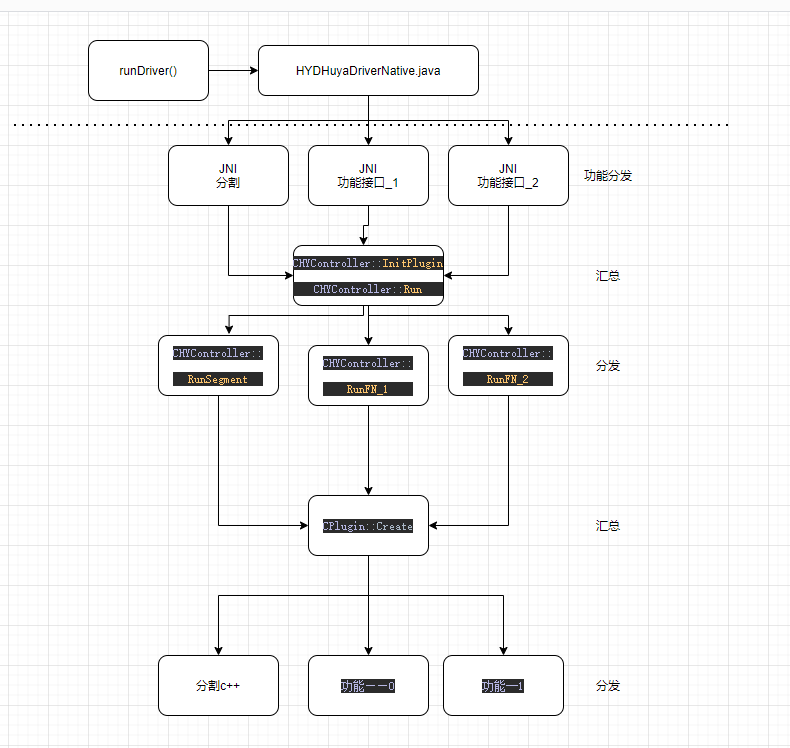 runDriver()
HYDHuyaDriverNative.java
JNI
分割
JNI
功能接口_1
JNI
功能接口_2
功能分发
CHYController::InitPlugin
CHYController::Run
汇总
CHYController::
RunSegment
CHYController::
RunFN_1
CHYController::
RunFN_2
分发
CPlugin::Create
汇总
分割c++
功能一一0
功能一1
分发